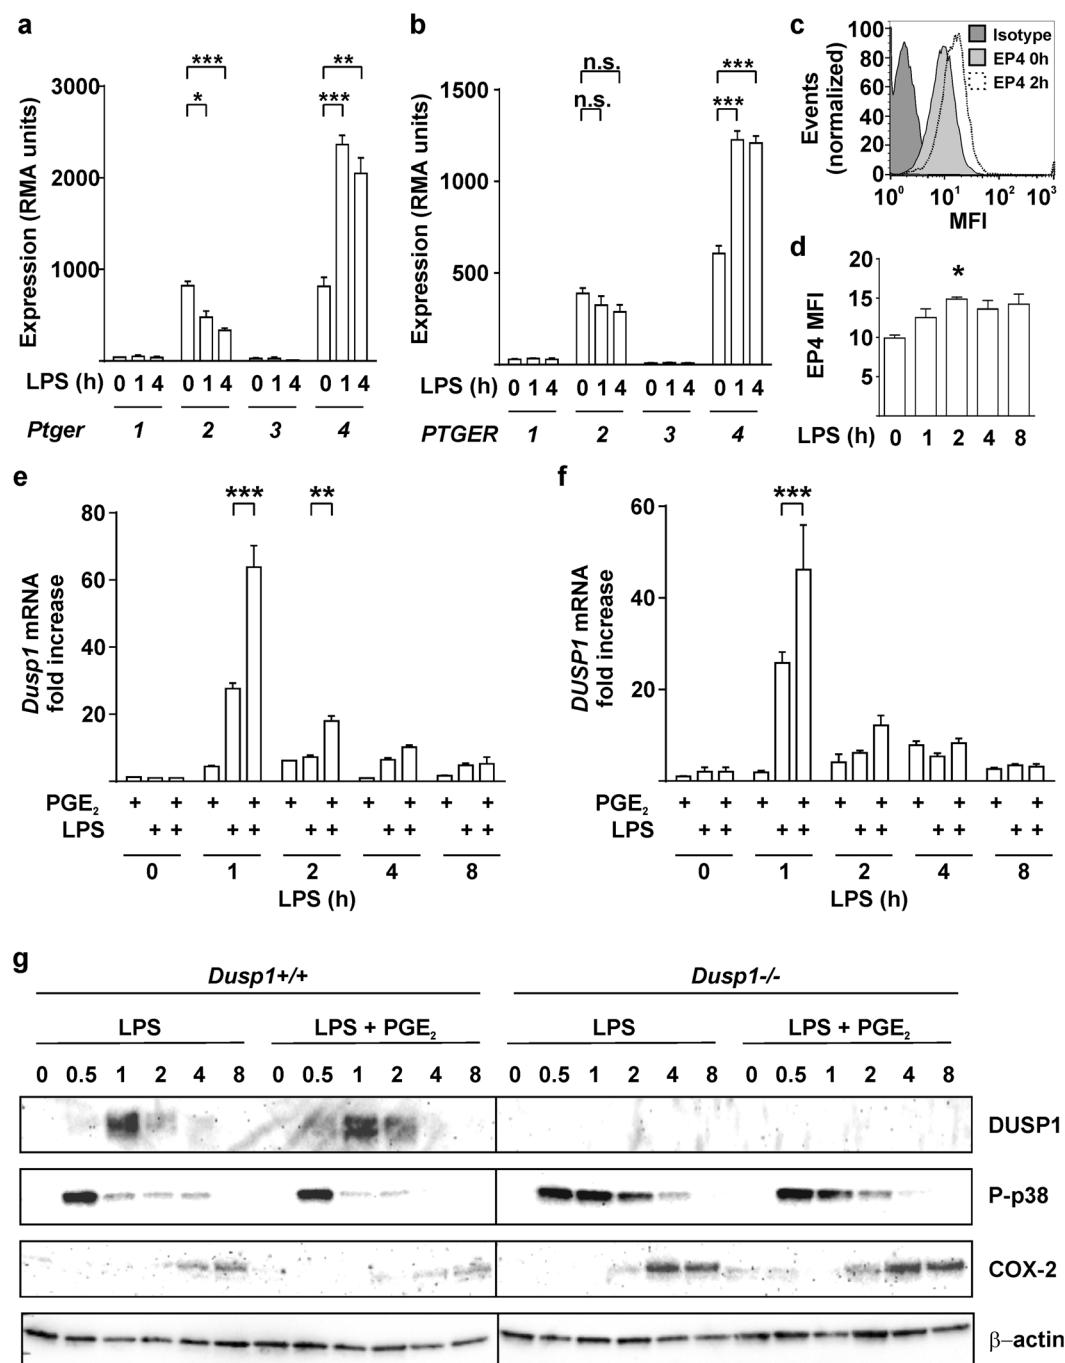 a
Expression (RMA units)
3000
2000
1000
***
*
**
***
LPS (h) 0 1 4 0 1 4 0 1 4 0 1 4
Ptger 1 2 3 4
b
Expression (RMA units)
1500
1000
500
n.s.
n.s.
***
***
LPS (h) 0 1 4 0 1 4 0 1 4 0 1 4
PTGER 1 2 3 4
c
Events
(normalized)
100
80
60
40
20
0
Isotype
EP4 0h
EP4 2h
10⁰ 10¹ 10² 10³
MFI
d
EP4 MFI
20
15
10
5
*
LPS (h) 0 1 2 4 8
e
Dusp1 mRNA
fold increase
80
60
40
20
*** **
PGE₂ + + + + + + + + + +
LPS + + + + + + + + + +
0 1 2 4 8
LPS (h)
f
DUSP1 mRNA
fold increase
60
40
20
***
PGE₂ + + + + + + + + + +
LPS + + + + + + + + + +
0 1 2 4 8
LPS (h)
g
Dusp1+/+ Dusp1-/-
LPS LPS + PGE₂ LPS LPS + PGE₂
0 0.5 1 2 4 8 0 0.5 1 2 4 8 0 0.5 1 2 4 8 0 0.5 1 2 4 8
DUSP1
P-p38
COX-2
β–actin